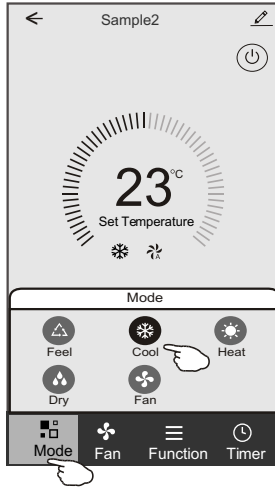 Sample2
23°C
Set Temperature
A
Mode
Feel Cool Heat
Dry Fan
Mode Fan Function Timer